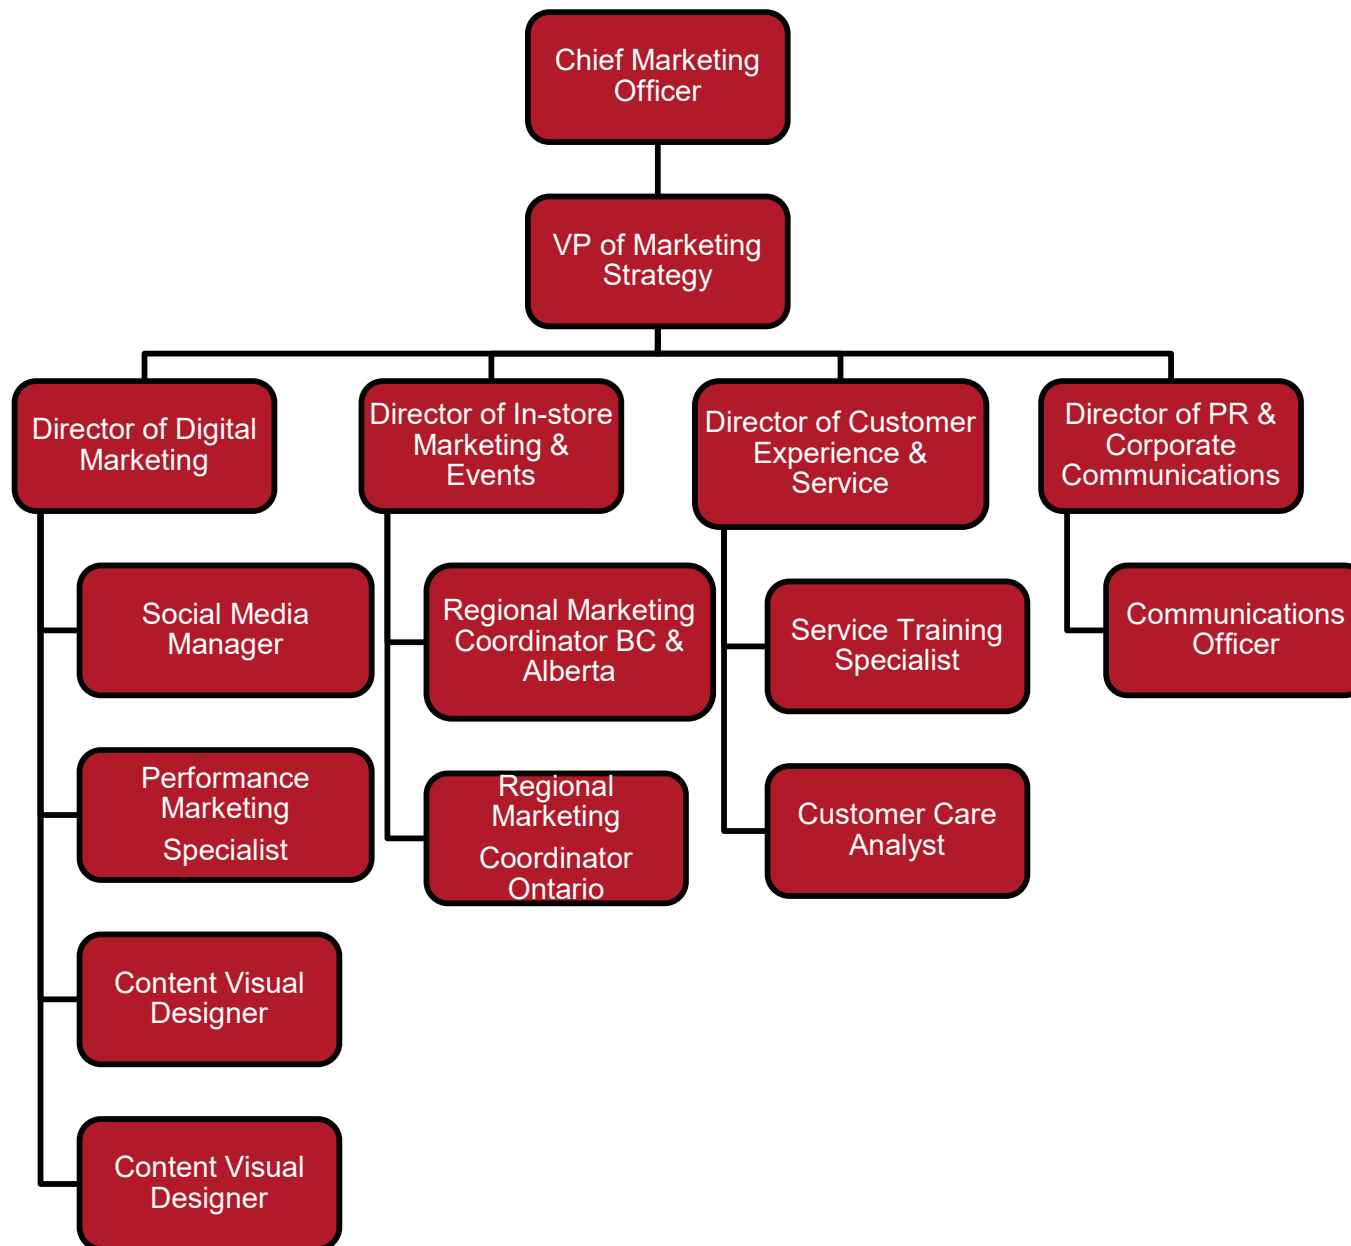 Chief Marketing
Officer
VP of Marketing
Strategy
Director of Digital
Marketing
Director of In-store
Marketing &
Events
Director of Customer
Experience &
Service
Director of PR &
Corporate
Communications
Social Media
Manager
Performance
Marketing
Specialist
Content Visual
Designer
Content Visual
Designer
Regional Marketing
Coordinator BC &
Alberta
Regional
Marketing
Coordinator
Ontario
Service Training
Specialist
Customer Care
Analyst
Communications
Officer